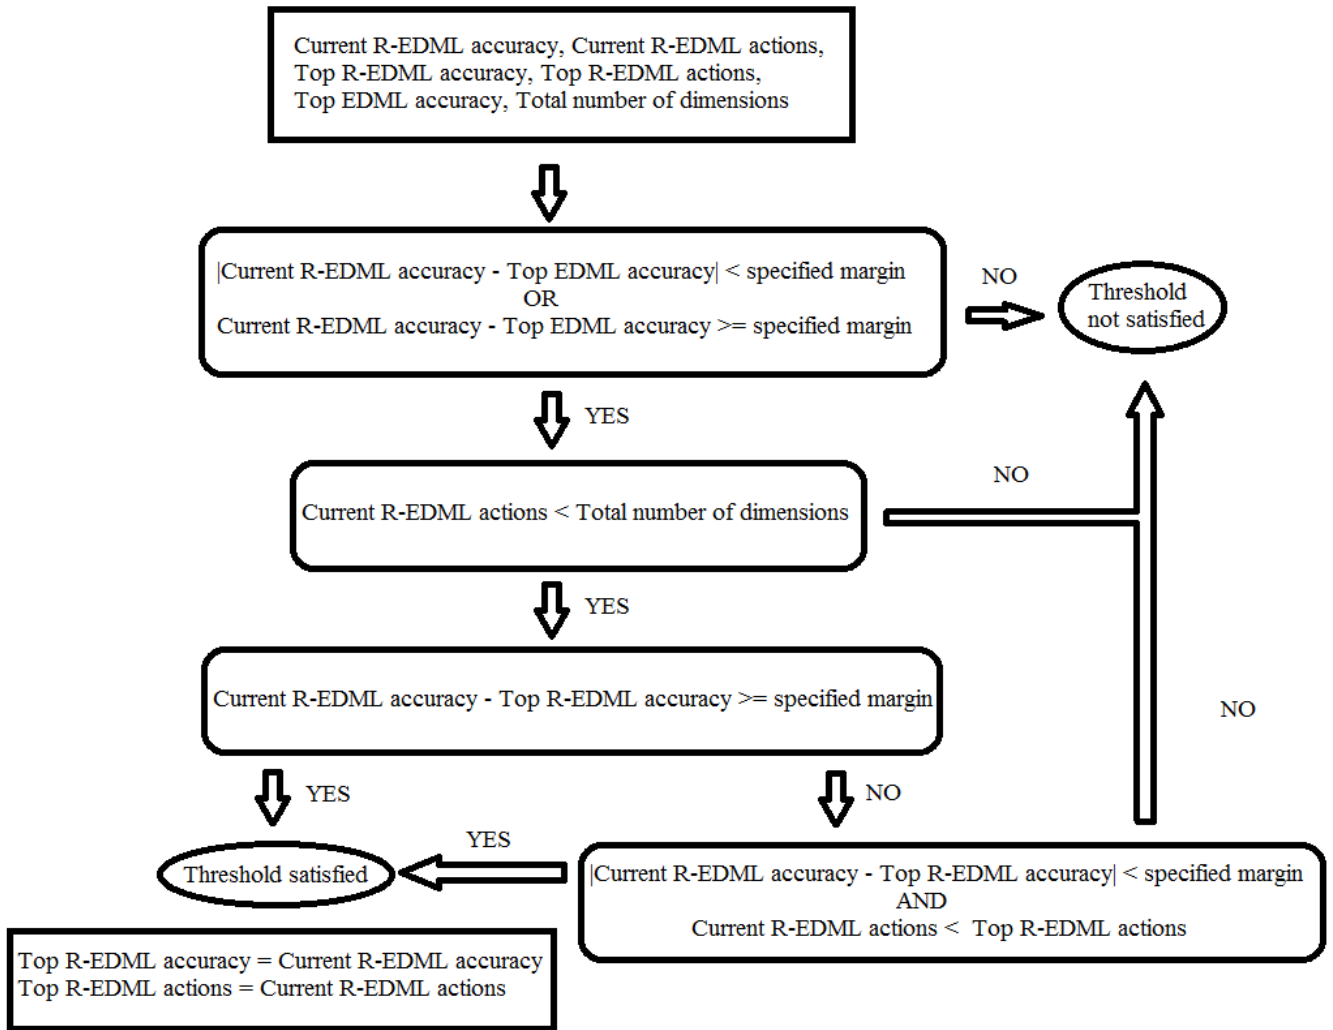 Current R-EDML accuracy, Current R-EDML actions,
Top R-EDML accuracy, Top R-EDML actions,
Top EDML accuracy, Total number of dimensions
|Current R-EDML accuracy - Top EDML accuracy| < specified margin
OR
Current R-EDML accuracy - Top EDML accuracy >= specified margin
NO
Threshold
not satisfied
YES
Current R-EDML actions < Total number of dimensions
NO
YES
Current R-EDML accuracy - Top R-EDML accuracy >= specified margin
NO
YES
NO
YES
Threshold satisfied
|Current R-EDML accuracy - Top R-EDML accuracy| < specified margin
AND
Current R-EDML actions < Top R-EDML actions
Top R-EDML accuracy = Current R-EDML accuracy
Top R-EDML actions = Current R-EDML actions